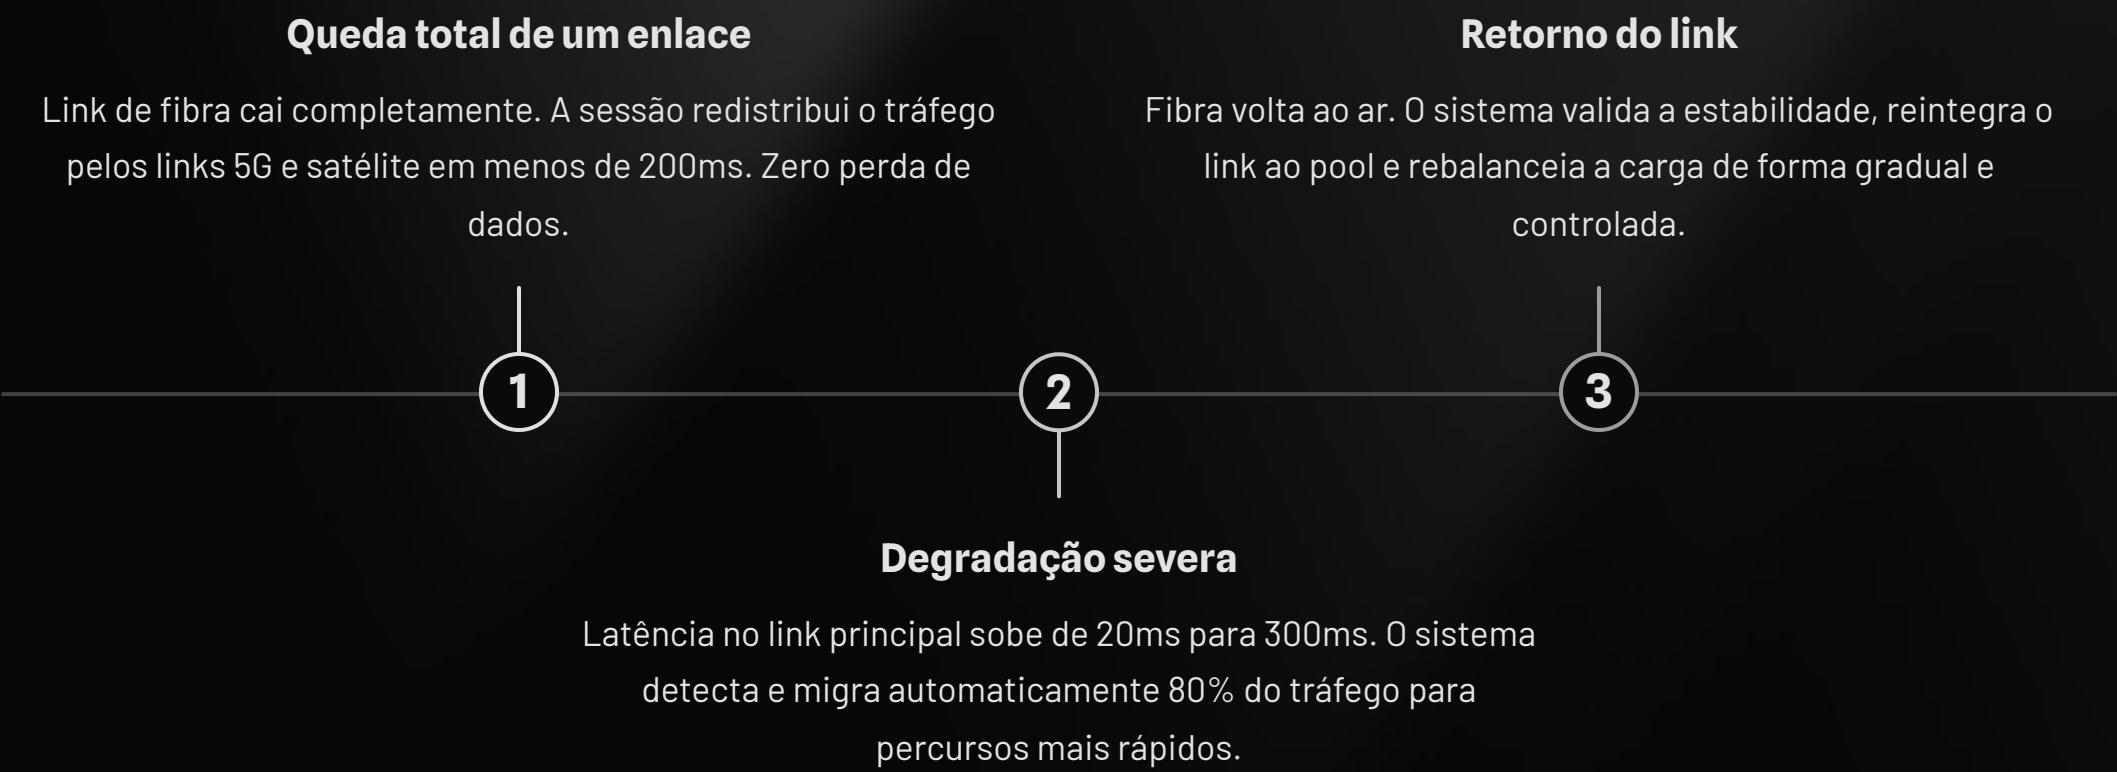 Queda total de um enlace
Link de fibra cai completamente. A sessão redistribui o tráfego
pelos links 5G e satélite em menos de 200ms. Zero perda de
dados.
Retorno do link
Fibra volta ao ar. O sistema valida a estabilidade, reintegra o
link ao pool e rebalanceia a carga de forma gradual e
controlada.
1
2
3
Degradação severa
Latência no link principal sobe de 20ms para 300ms. O sistema
detecta e migra automaticamente 80% do tráfego para
percursos mais rápidos.